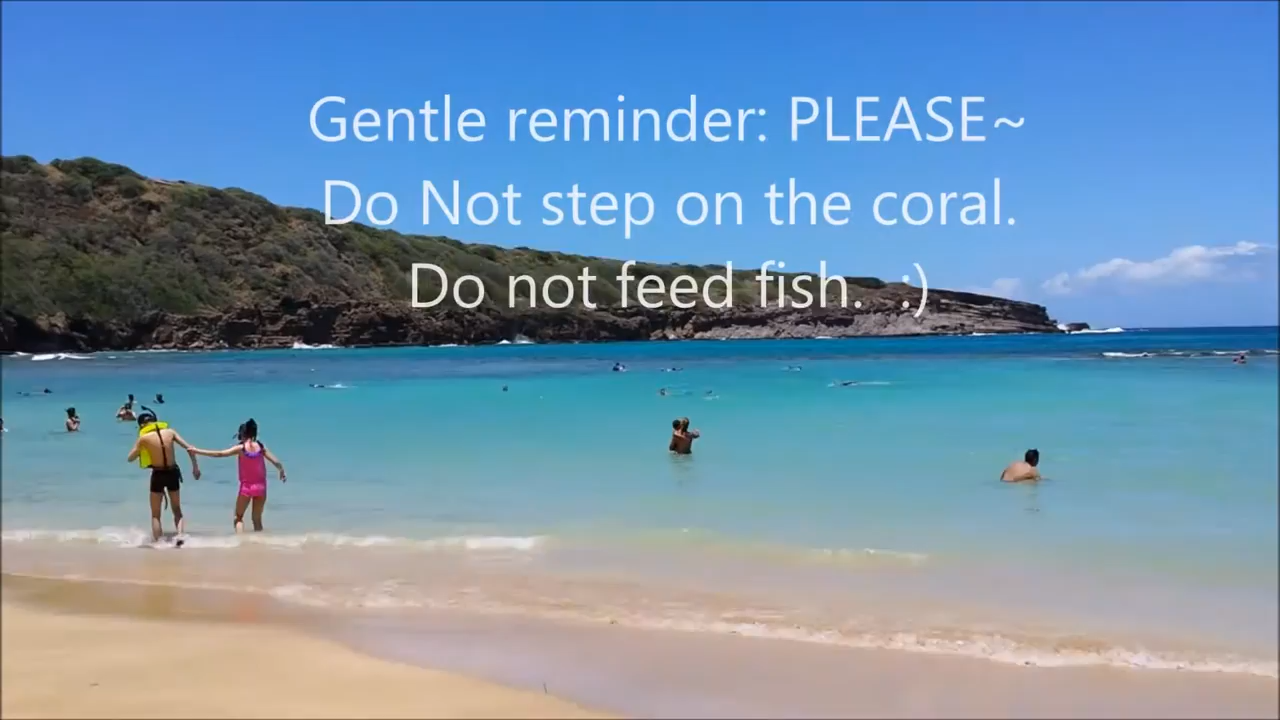 Gentle reminder: PLEASE~
Do Not step on the coral.
Do not feed fish.  :)